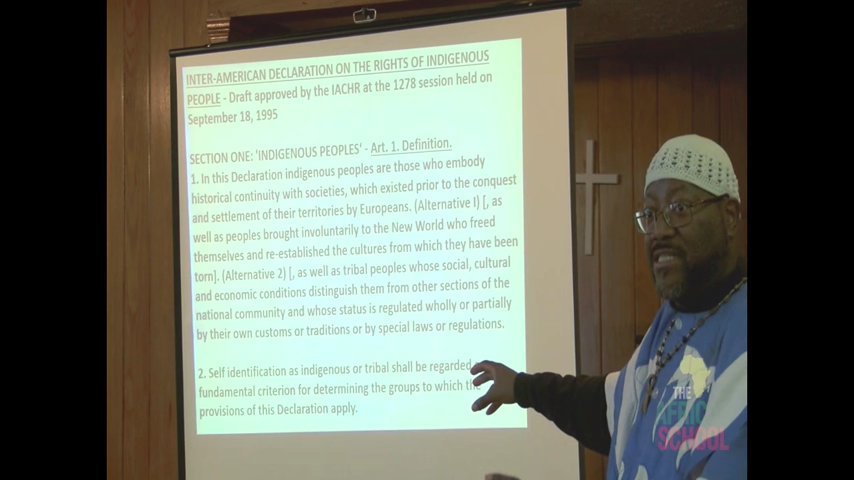 INTER-AMERICAN DECLARATION ON THE RIGHTS OF INDIGENOUS
PEOPLE - Draft approved by the IACHR at the 1278 session held on
September 18, 1995
SECTION ONE: 'INDIGENOUS PEOPLES' - Art. 1. Definition.
1. In this Declaration indigenous peoples are those who embody
historical continuity with societies, which existed prior to the conquest
and settlement of their territories by Europeans. (Alternative I) [, as
well as peoples brought involuntarily to the New World who freed
themselves and re-established the cultures from which they have been
torn]. (Alternative 2) [, as well as tribal peoples whose social, cultural
and economic conditions distinguish them from other sections of the
national community and whose status is regulated wholly or partially
by their own customs or traditions or by special laws or regulations.
2. Self identification as indigenous or tribal shall be regarded
fundamental criterion for determining the groups to which the
provisions of this Declaration apply.
THE
AFRICA
SCHOOL